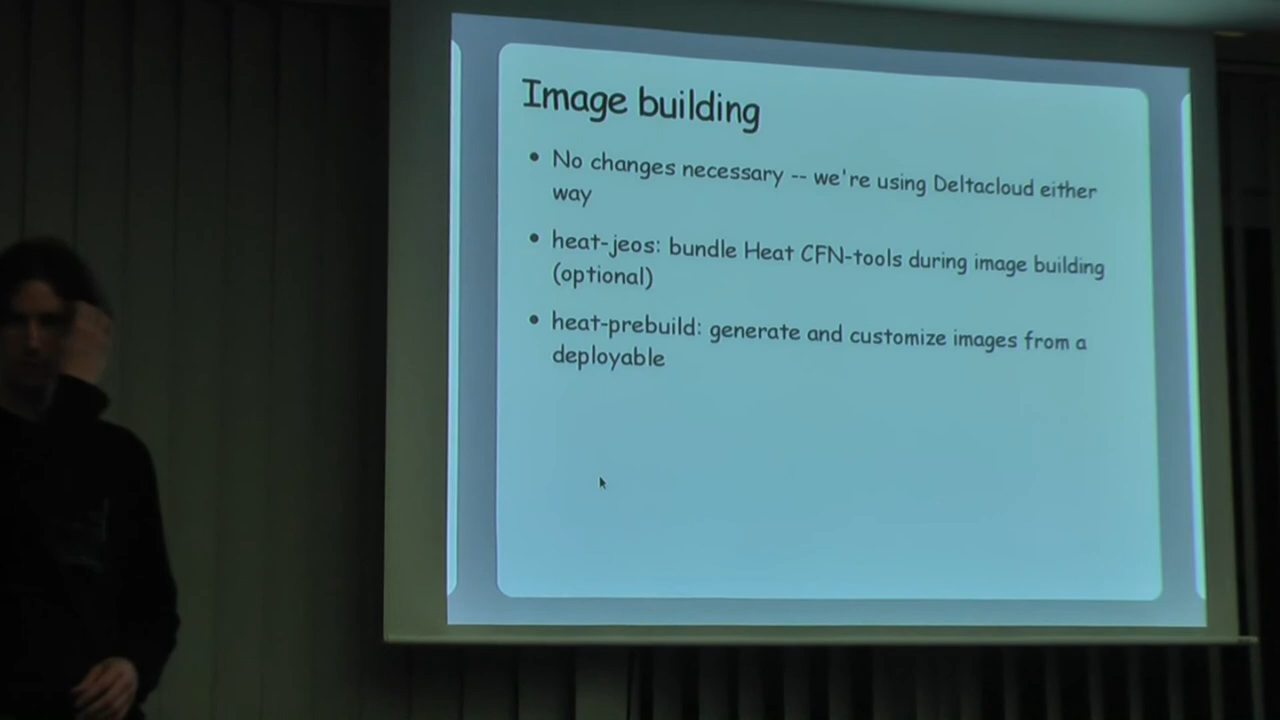 Image building
• No changes necessary -- we're using Deltacloud either
way
• heat-jeos: bundle Heat CFN-tools during image building
(optional)
• heat-prebuild: generate and customize images from a
deployable